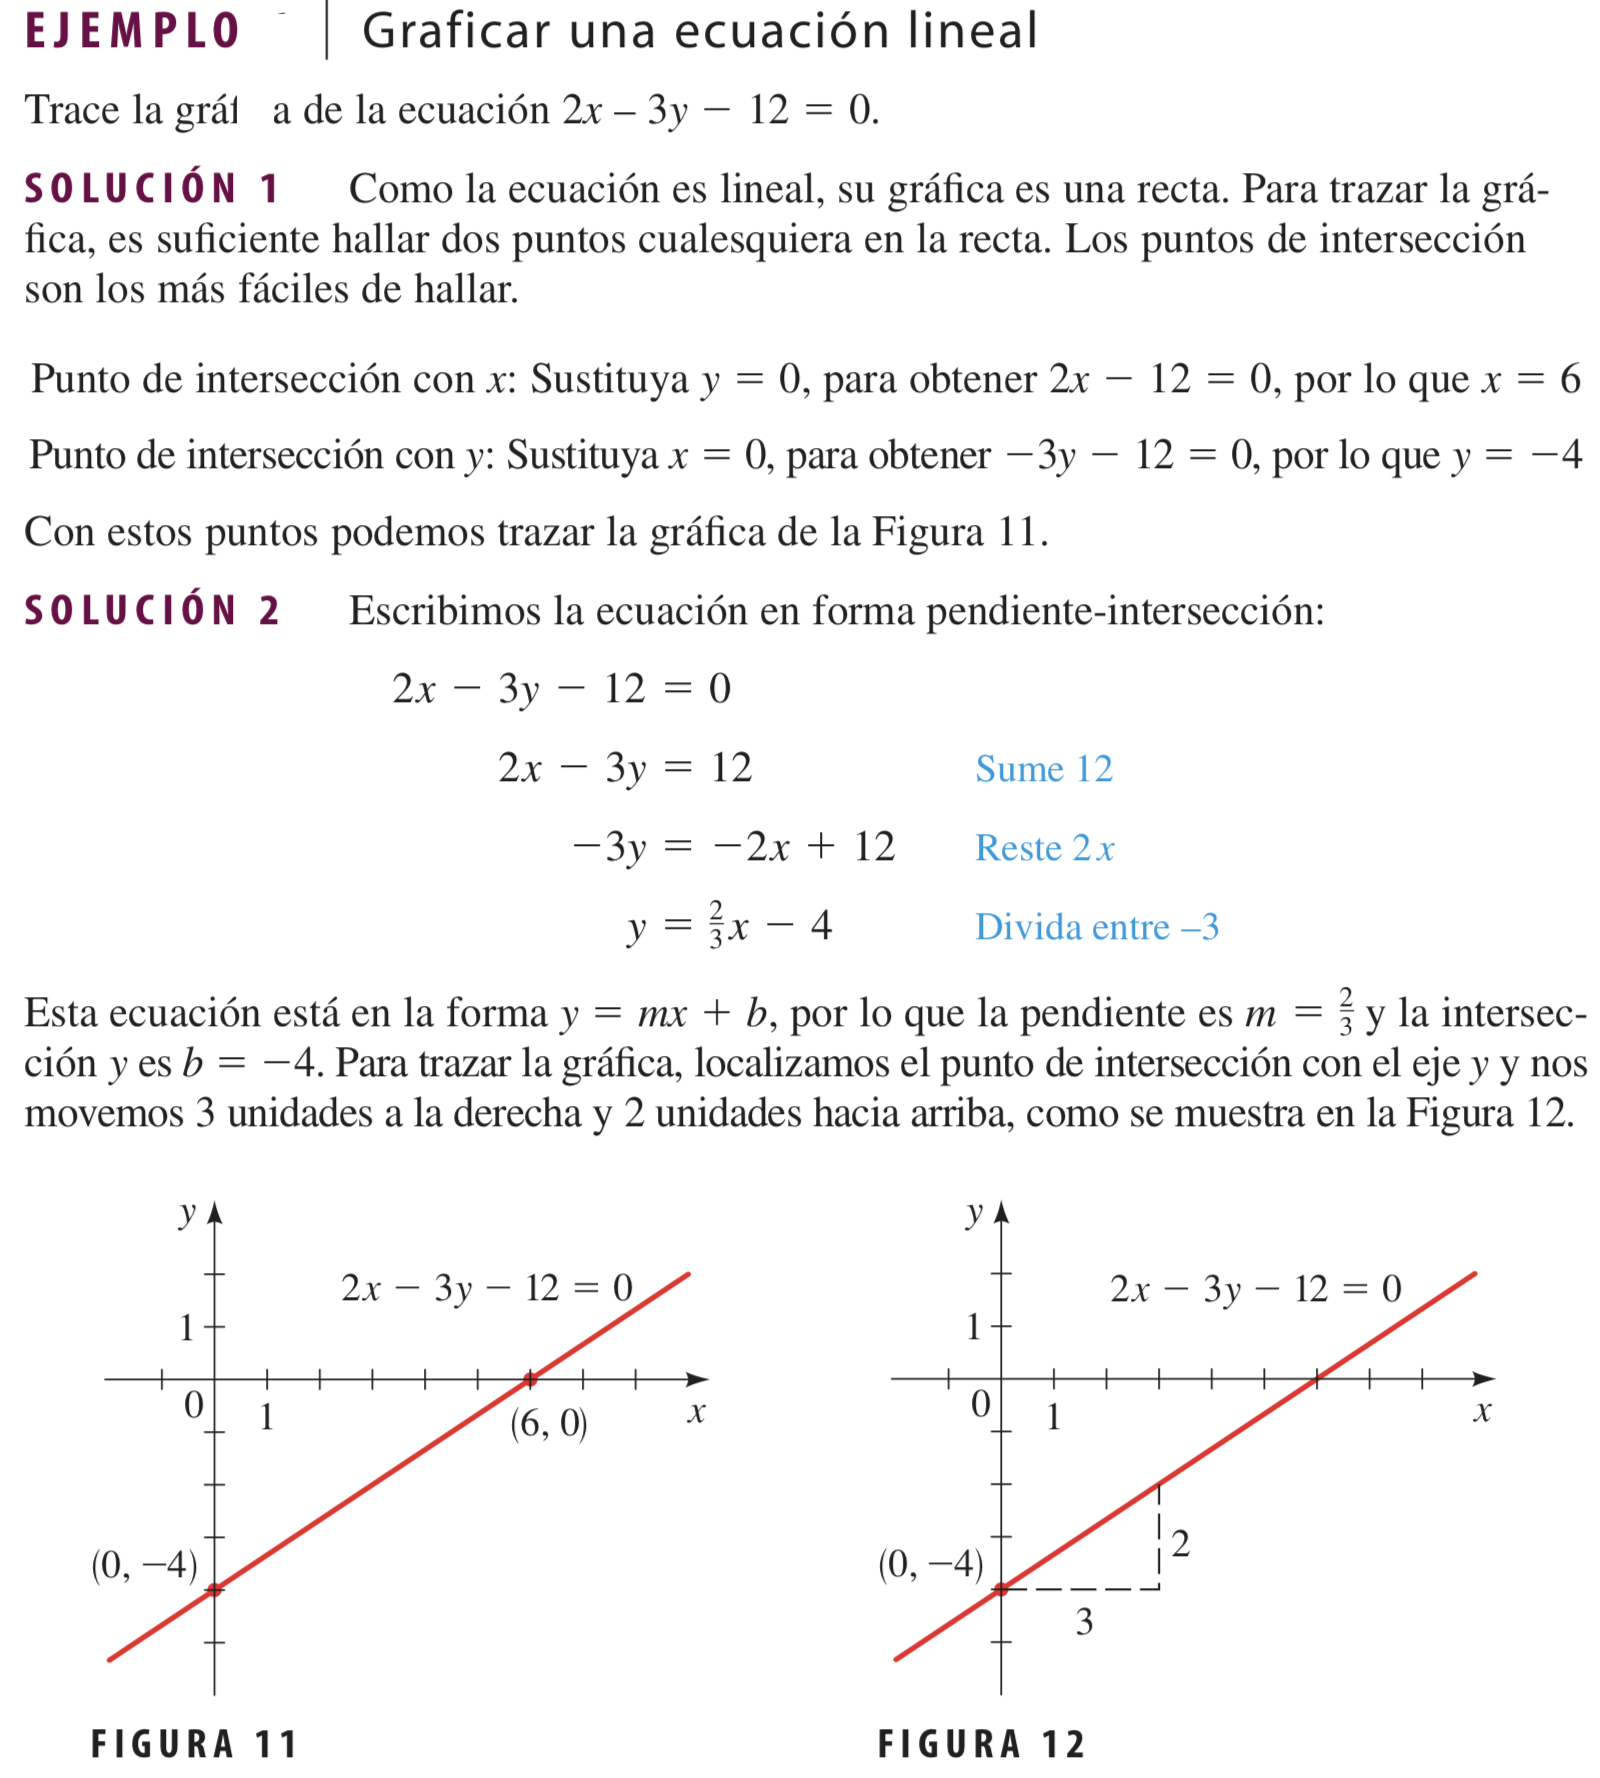 EJEMPLO | Graficar una ecuación lineal
Trace la gráf a de la ecuación 2x – 3y − 12 = 0.
SOLUCIÓN 1 Como la ecuación es lineal, su gráfica es una recta. Para trazar la grá-
fica, es suficiente hallar dos puntos cualesquiera en la recta. Los puntos de intersección
son los más fáciles de hallar.
Punto de intersección con x: Sustituya y = 0, para obtener 2x − 12 = 0, por lo que x = 6
Punto de intersección con y: Sustituya x = 0, para obtener −3y − 12 = 0, por lo que y = −4
Con estos puntos podemos trazar la gráfica de la Figura 11.
SOLUCIÓN 2 Escribimos la ecuación en forma pendiente-intersección:
2x − 3y − 12 = 0
2x − 3y = 12 Sume 12
−3y = −2x + 12 Reste 2x
y = 2/3 x − 4 Divida entre –3
Esta ecuación está en la forma y = mx + b, por lo que la pendiente es m = 2/3 y la intersec-
ción y es b = −4. Para trazar la gráfica, localizamos el punto de intersección con el eje y y nos
movemos 3 unidades a la derecha y 2 unidades hacia arriba, como se muestra en la Figura 12.
y
2x − 3y − 12 = 0
1
0
1
(6, 0)
x
(0, −4)
FIGURA 11
y
2x − 3y − 12 = 0
1
0
1
x
(0, −4)
2
3
FIGURA 12